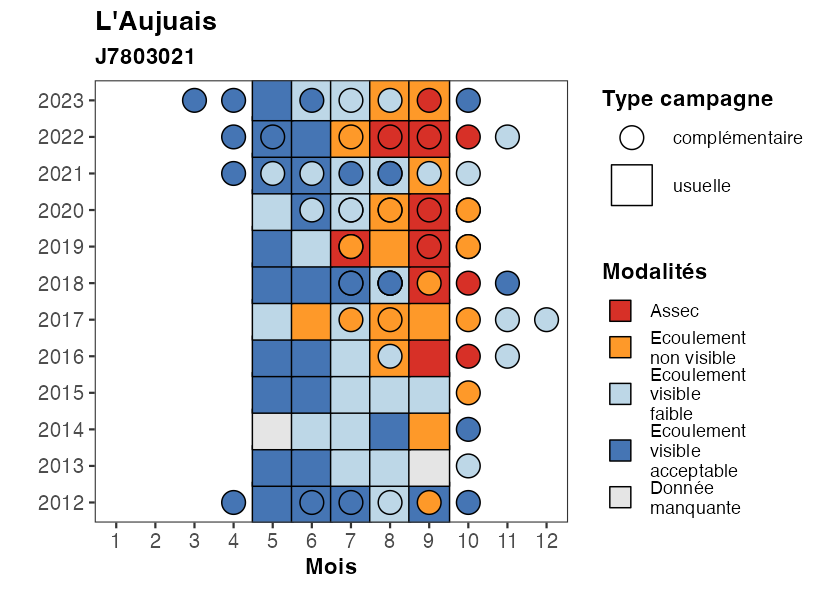 L'Aujuais
J7803021
2023
2022
2021
2020
2019
2018
2017
2016
2015
2014
2013
2012
1 2 3 4 5 6 7 8 9 10 11 12
Mois
Type campagne
complémentaire
usuelle
Modalités
Assec
Ecoulement
non visible
Ecoulement
visible
faible
Ecoulement
visible
acceptable
Donnée
manquante